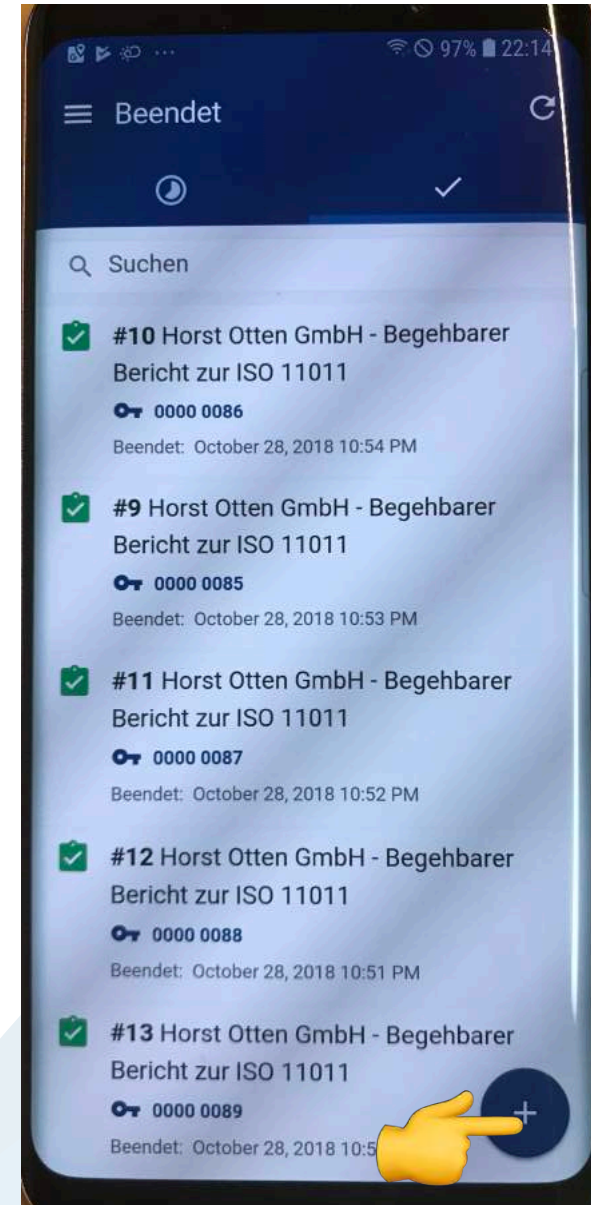 97% 22:14
Beendet
Suchen
#10 Horst Otten GmbH - Begehbarer
Bericht zur ISO 11011
0000 0086
Beendet: October 28, 2018 10:54 PM
#9 Horst Otten GmbH - Begehbarer
Bericht zur ISO 11011
0000 0085
Beendet: October 28, 2018 10:53 PM
#11 Horst Otten GmbH - Begehbarer
Bericht zur ISO 11011
0000 0087
Beendet: October 28, 2018 10:52 PM
#12 Horst Otten GmbH - Begehbarer
Bericht zur ISO 11011
0000 0088
Beendet: October 28, 2018 10:51 PM
#13 Horst Otten GmbH - Begehbarer
Bericht zur ISO 11011
0000 0089
Beendet: October 28, 2018